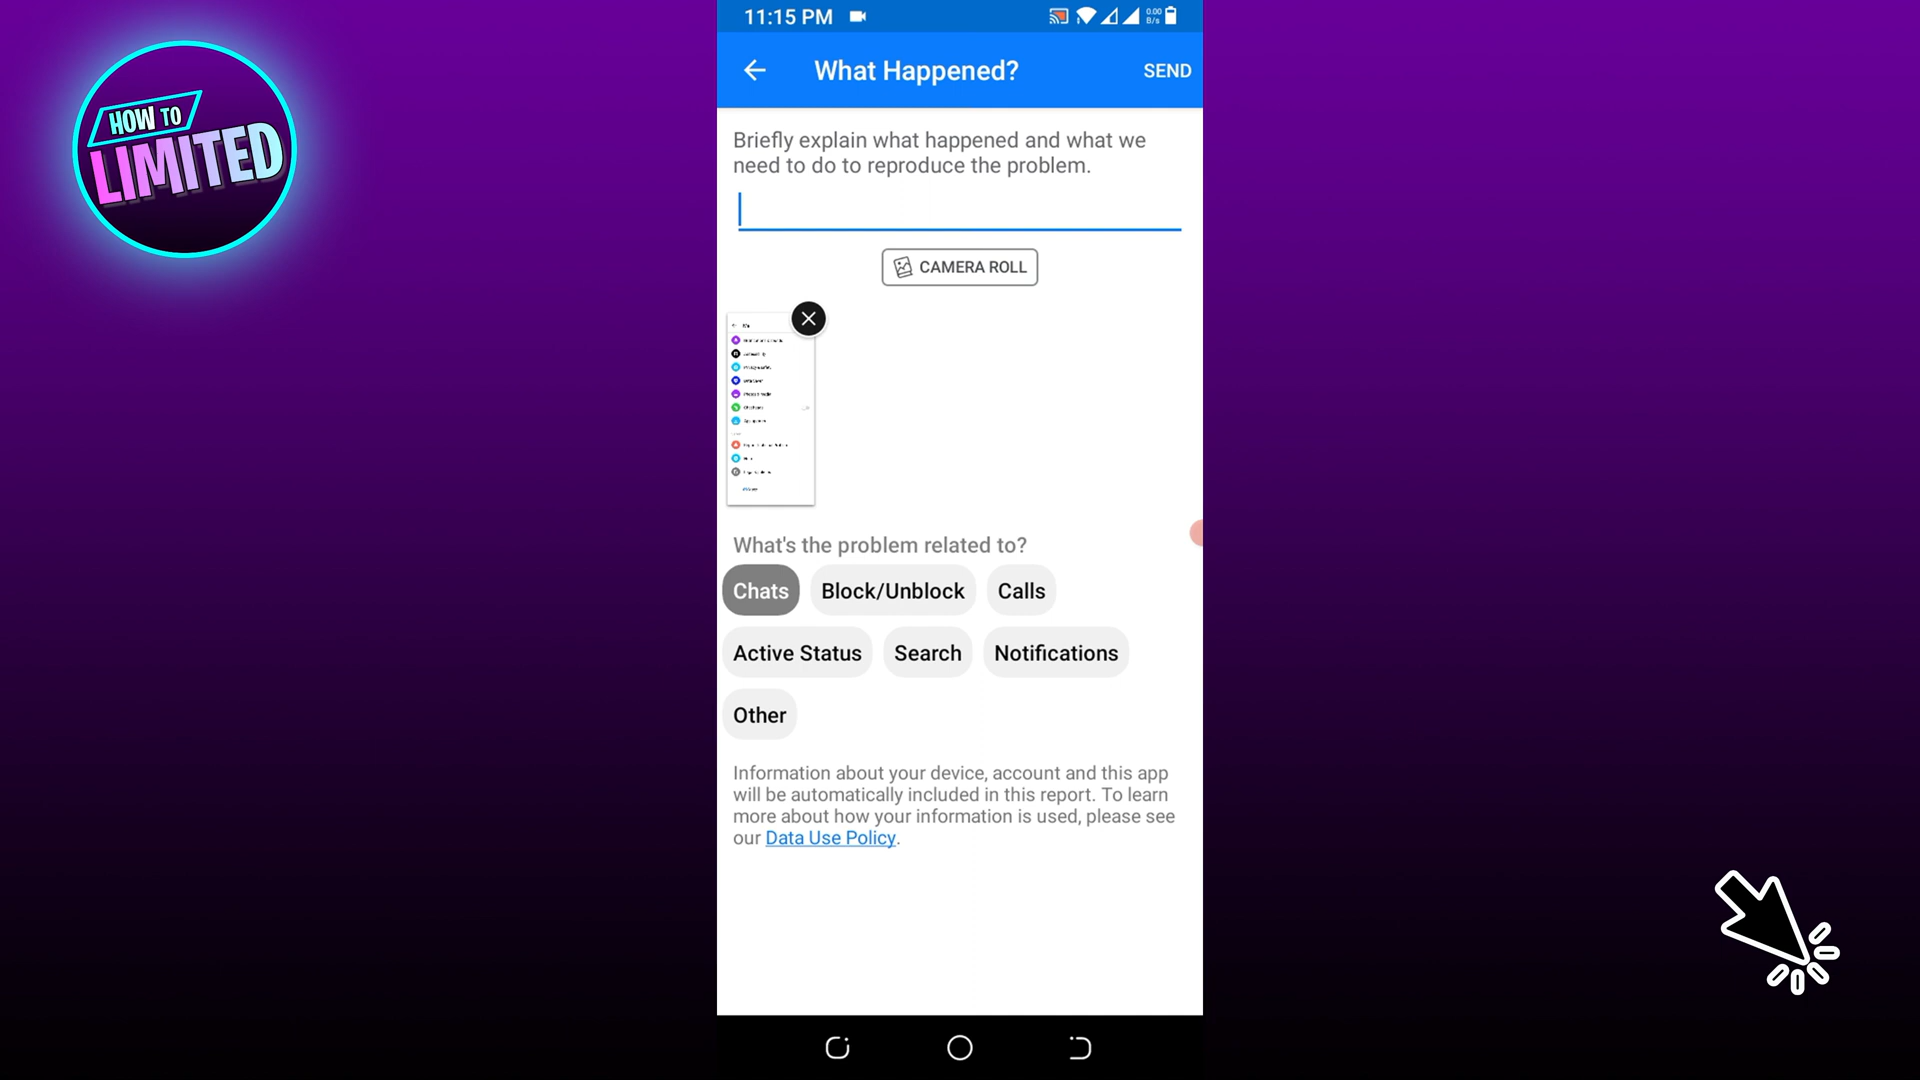 HOW TO
LIMITED
11:15 PM
0.00
B/s
What Happened?
SEND
Briefly explain what happened and what we
need to do to reproduce the problem.
CAMERA ROLL
What's the problem related to?
Chats
Block/Unblock
Calls
Active Status
Search
Notifications
Other
Information about your device, account and this app
will be automatically included in this report. To learn
more about how your information is used, please see
our Data Use Policy.